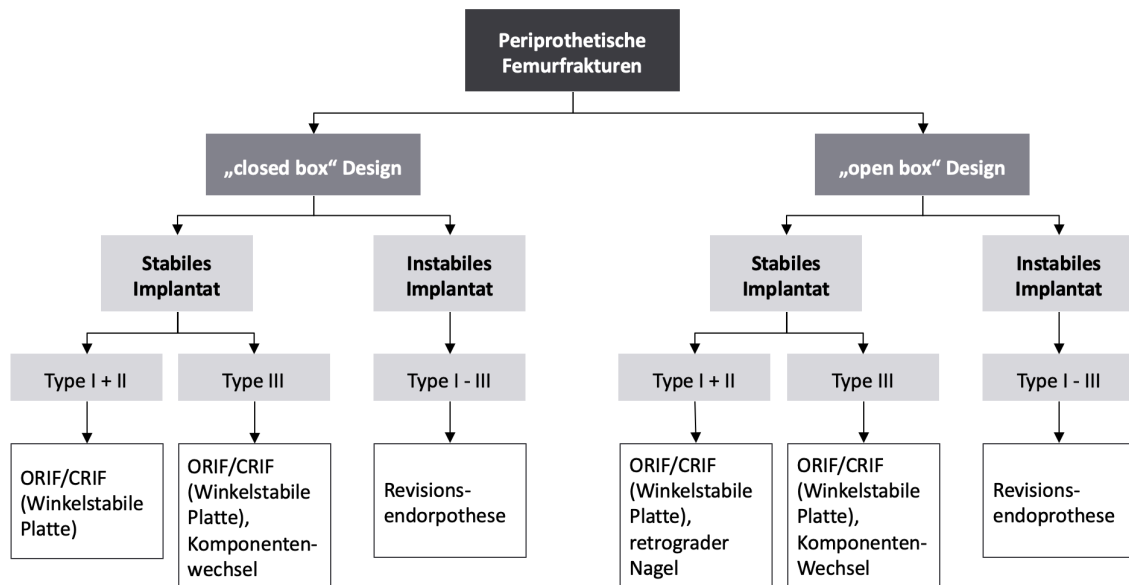 Periprothetische
Femurfrakturen
„closed box“ Design
„open box“ Design
Stabiles
Implantat
Instabiles
Implantat
Stabiles
Implantat
Instabiles
Implantat
Type I + II
Type III
Type I - III
Type I + II
Type III
Type I - III
ORIF/CRIF
(Winkelstabile
Platte)
ORIF/CRIF
(Winkelstabile
Platte),
Komponenten-
wechsel
Revisions-
endorpothese
ORIF/CRIF
(Winkelstabile
Platte),
retrograder
Nagel
ORIF/CRIF
(Winkelstabile
Platte),
Komponenten-
Wechsel
Revisions-
endoprothese